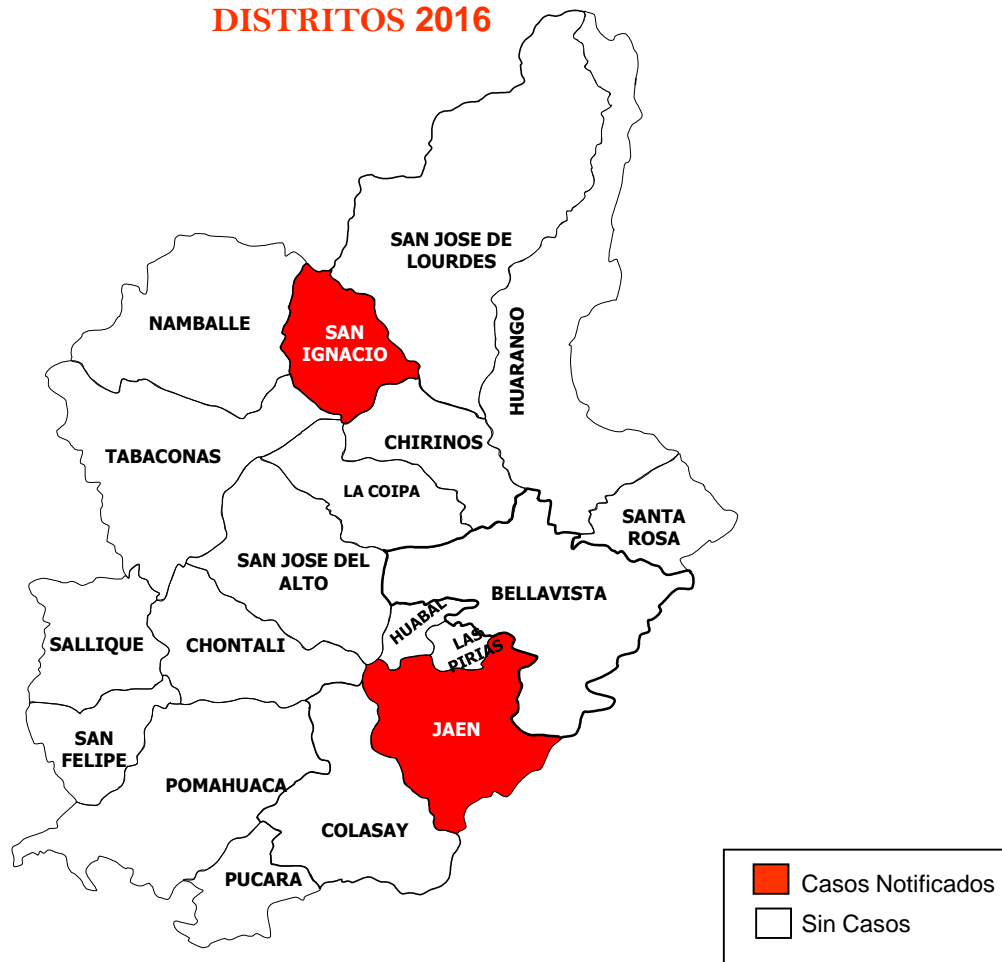 DISTRITOS 2016
SAN JOSE DE
LOURDES
NAMBALLE
SAN
IGNACIO
HUARANGO
TABACONAS
CHIRINOS
LA COIPA
SANTA
ROSA
SAN JOSE DEL
ALTO
BELLAVISTA
HUABAL
SALLIQUE
CHONTALI
LAS
PIRIAS
SAN
FELIPE
JAEN
POMAHUACA
COLASAY
PUCARA
Casos Notificados
Sin Casos